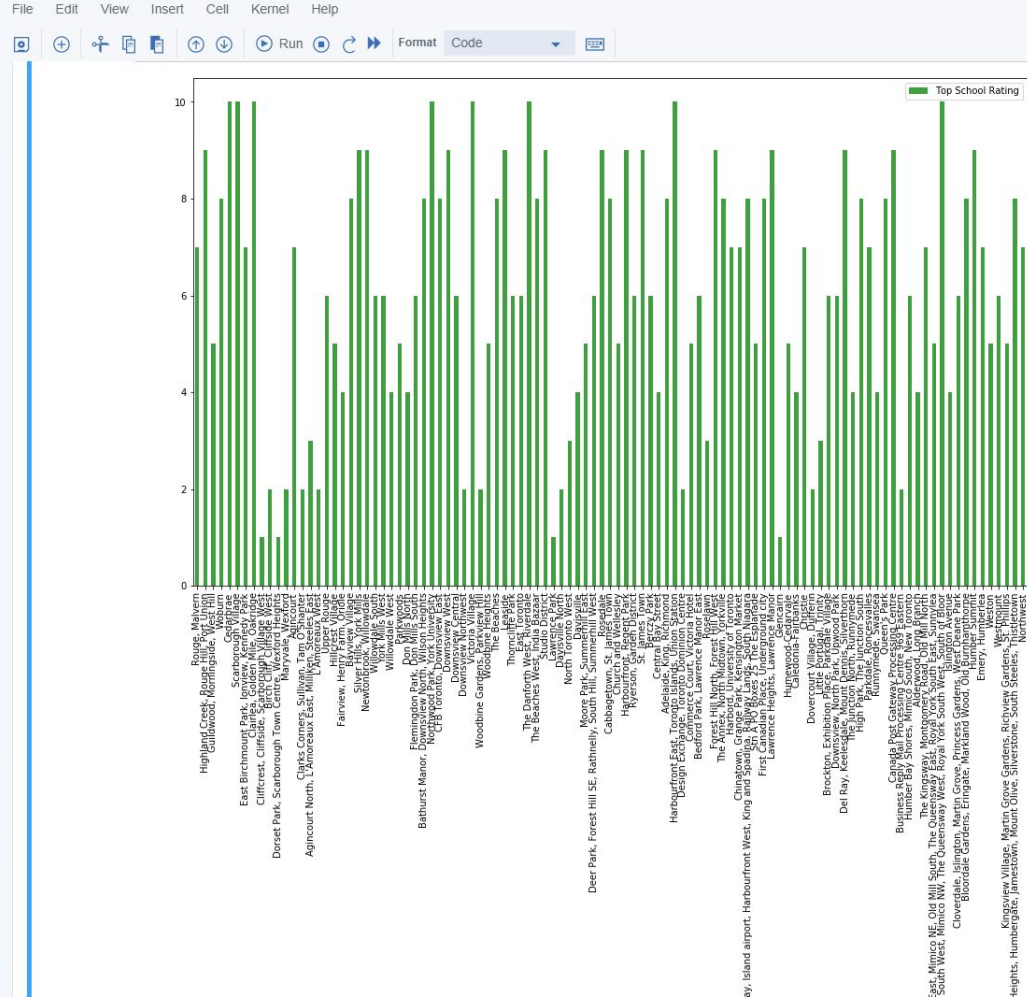 File Edit View Insert Cell Kernel Help
Run Format Code
Top School Rating
10
8
6
4
2
0
Rouge, Malvern
Highland Creek, Rouge Hill, Port Union
Guildwood, Morningside, West Hill
Woburn
Cedarbrae
Scarborough Village
East Birchmount Park, Ionview, Kennedy Park
Clairlea, Golden Mile, Oakridge
Cliffcrest, Cliffside, Scarborough Village West
Birch Cliff, Cliffside West
Dorset Park, Scarborough Town Centre, Wexford Heights
Maryvale, Wexford
Agincourt
Clarks Corners, Sullivan, Tam O'Shanter
Agincourt North, L'Amoreaux East, Milliken, Steeles East
L'Amoreaux West
Upper Rouge
Hillcrest Village
Fairview, Henry Farm, Oriole
Bayview Village
Silver Hills, York Mills
Newtonbrook, Willowdale
Willowdale South
York Mills West
Willowdale West
Parkwoods
Don Mills North
Flemingdon Park, Don Mills South
Bathurst Manor, Downsview North, Wilson Heights
Northwood Park, York University
CFB Toronto, Downsview East
Downsview West
Downsview Central
Downsview Northwest
Victoria Village
Woodbine Gardens, Parkview Hill
Woodbine Heights
The Beaches
Leaside
Thorncliffe Park
East Toronto
The Danforth West, Riverdale
The Beaches West, India Bazaar
Studio District
Lawrence Park
Davisville North
North Toronto West
Davisville
Moore Park, Summerhill East
Deer Park, Forest Hill SE, Rathnelly, South Hill, Summerhill West
Rosedale
Cabbagetown, St. James Town
Church and Wellesley
Harbourfront, Regent Park
Ryerson, Garden District
St. James Town
Berczy Park
Central Bay Street
Adelaide, King, Richmond
Harbourfront East, Toronto Islands, Union Station
Design Exchange, Toronto Dominion Centre
Commerce Court, Victoria Hotel
Bedford Park, Lawrence Manor East
Roselawn
Forest Hill North, Forest Hill West
The Annex, North Midtown, Yorkville
Harbord, University of Toronto
Chinatown, Grange Park, Kensington Market
ay, Island airport, Harbourfront West, King and Spadina, Railway Lands, South Niagara
Stn A PO Boxes 25 The Esplanade
First Canadian Place, Underground city
Lawrence Heights, Lawrence Manor
Glencairn
Humewood-Cedarvale
Caledonia-Fairbanks
Christie
Dovercourt Village, Dufferin
Little Portugal, Trinity
Brockton, Exhibition Place, Parkdale Village
Downsview, North Park, Upwood Park
Del Ray, Keelesdale, Mount Dennis, Silverthorn
The Junction North, Runnymede
High Park, The Junction South
Parkdale, Roncesvalles
Runnymede, Swansea
Queen's Park
Canada Post Gateway Processing Centre
Business Reply Mail Processing Centre 969 Eastern
Humber Bay Shores, Mimico South, New Toronto
Alderwood, Long Branch
The Kingsway, Montgomery Road, Old Mill North
East, Mimico NE, Old Mill South, The Queensway East, Royal York South East, Sunnylea
South West, Mimico NW, The Queensway West, Royal York South West, South of Bloor
Islington Avenue
Cloverdale, Islington, Martin Grove, Princess Gardens, West Deane Park
Bloordale Gardens, Eringate, Markland Wood, Old Burnhamthorpe
Humber Summit
Emery, Humberlea
Weston
Westmount
Kingsview Village, Martin Grove Gardens, Richview Gardens, St. Phillips
Heights, Humbergate, Jamestown, Mount Olive, Silverstone, South Steeles, Thistletown
Northwest